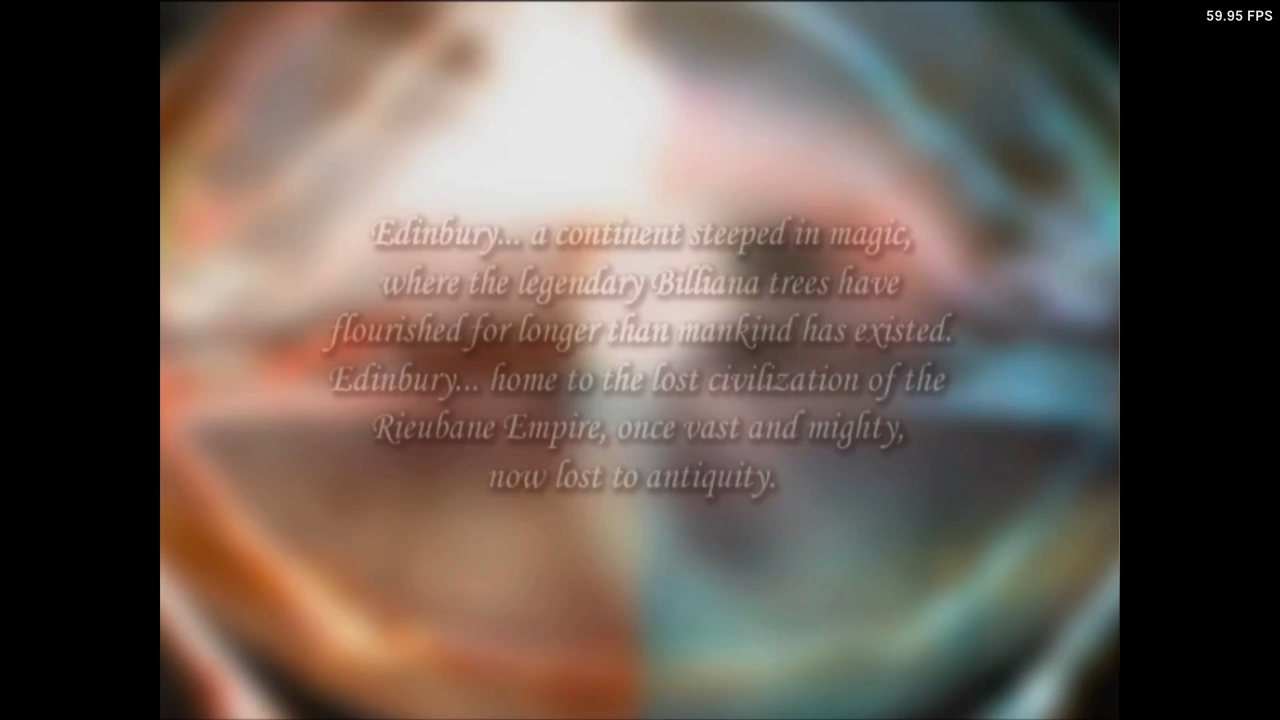 59.95 FPS
Edinbury... a continent steeped in magic,
where the legendary Billiana trees have
flourished for longer than mankind has existed.
Edinbury... home to the lost civilization of the
Rieubane Empire, once vast and mighty,
now lost to antiquity.